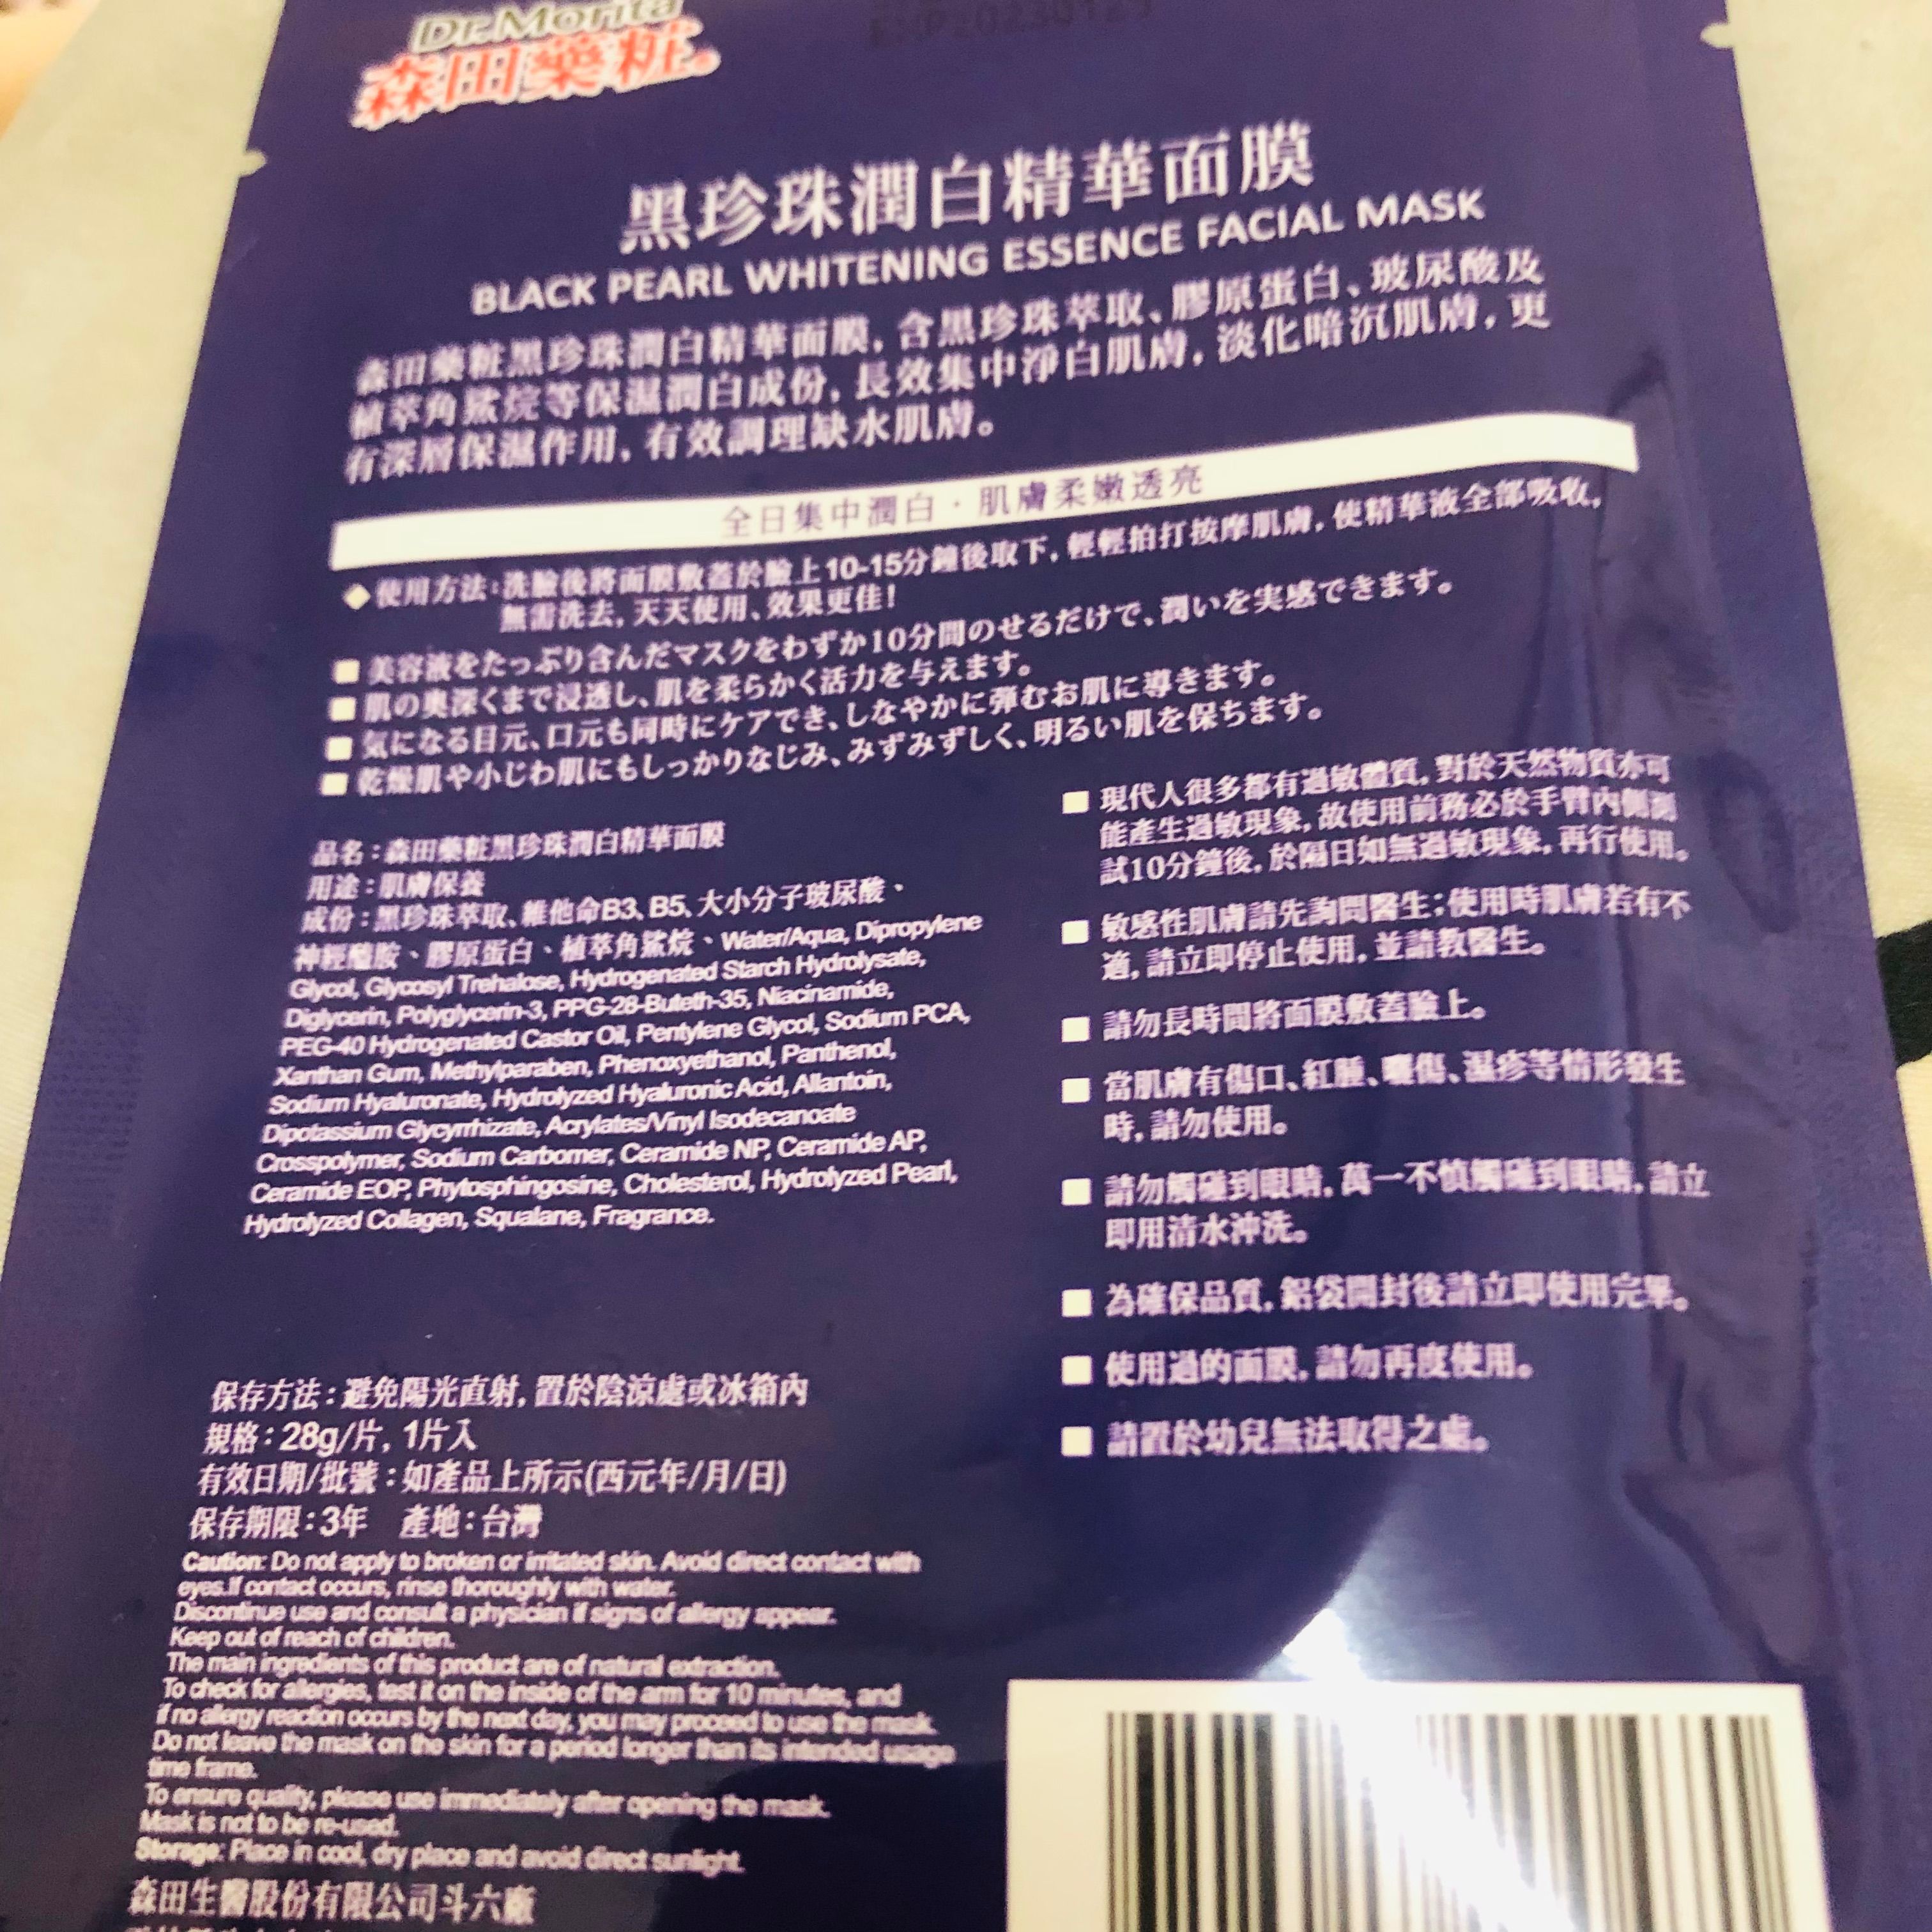 Dr.Morita
森田藥粧®
黑珍珠潤白精華面膜
BLACK PEARL WHITENING ESSENCE FACIAL MASK
森田藥粧黑珍珠潤白精華面膜，含黑珍珠萃取、膠原蛋白、玻尿酸及
植萃角鯊烷等保濕潤白成份，長效集中淨白肌膚，淡化暗沉肌膚，更
有深層保濕作用，有效調理缺水肌膚。
全日集中潤白・肌膚柔嫩透亮
◆使用方法：洗臉後將面膜敷蓋於臉上10-15分鐘後取下，輕輕拍打按摩肌膚，使精華液全部吸收，
無需洗去，天天使用、效果更佳！
■ 美容液をたっぷり含んだマスクをわずか10分間のせるだけで、潤いを実感できます。
■ 肌の奥深くまで浸透し、肌を柔らかく活力を与えます。
■ 気になる目元、口元も同時にケアでき、しなやかに弾むお肌に導きます。
■ 乾燥肌や小じわ肌にもしっかりなじみ、みずみずしく、明るい肌を保ちます。
品名：森田藥粧黑珍珠潤白精華面膜
用途：肌膚保養
成份：黑珍珠萃取、維他命B3、B5、大小分子玻尿酸、
神經醯胺、膠原蛋白、植萃角鯊烷、Water/Aqua, Dipropylene
Glycol, Glycosyl Trehalose, Hydrogenated Starch Hydrolysate,
Diglycerin, Polyglycerin-3, PPG-28-Buteth-35, Niacinamide,
PEG-40 Hydrogenated Castor Oil, Pentylene Glycol, Sodium PCA,
Xanthan Gum, Methylparaben, Phenoxyethanol, Panthenol,
Sodium Hyaluronate, Hydrolyzed Hyaluronic Acid, Allantoin,
Dipotassium Glycyrrhizate, Acrylates/Vinyl Isodecanoate
Crosspolymer, Sodium Carbomer, Ceramide NP, Ceramide AP,
Ceramide EOP, Phytosphingosine, Cholesterol, Hydrolyzed Pearl,
Hydrolyzed Collagen, Squalane, Fragrance.
保存方法：避免陽光直射，置於陰涼處或冰箱內
規格：28g/片，1片入
有效日期/批號：如產品上所示(西元年/月/日)
保存期限：3年 產地：台灣
Caution: Do not apply to broken or irritated skin. Avoid direct contact with
eyes.If contact occurs, rinse thoroughly with water.
Discontinue use and consult a physician if signs of allergy appear.
Keep out of reach of children.
The main ingredients of this product are of natural extraction.
To check for allergies, test it on the inside of the arm for 10 minutes, and
if no allergy reaction occurs by the next day, you may proceed to use the mask.
Do not leave the mask on the skin for a period longer than its intended usage
time frame.
To ensure quality, please use immediately after opening the mask.
Mask is not to be re-used.
Storage: Place in cool, dry place and avoid direct sunlight.
森田生醫股份有限公司斗六廠
■ 現代人很多都有過敏體質，對於天然物質亦可
能產生過敏現象，故使用前務必於手臂內側測
試10分鐘後，於隔日如無過敏現象，再行使用。
■ 敏感性肌膚請先詢問醫生；使用時肌膚若有不
適，請立即停止使用，並請教醫生。
■ 請勿長時間將面膜敷蓋臉上。
■ 當肌膚有傷口、紅腫、曬傷、濕疹等情形發生
時，請勿使用。
■ 請勿觸碰到眼睛，萬一不慎觸碰到眼睛，請立
即用清水沖洗。
■ 為確保品質，鋁袋開封後請立即使用完畢。
■ 使用過的面膜，請勿再度使用。
■ 請置於幼兒無法取得之處。